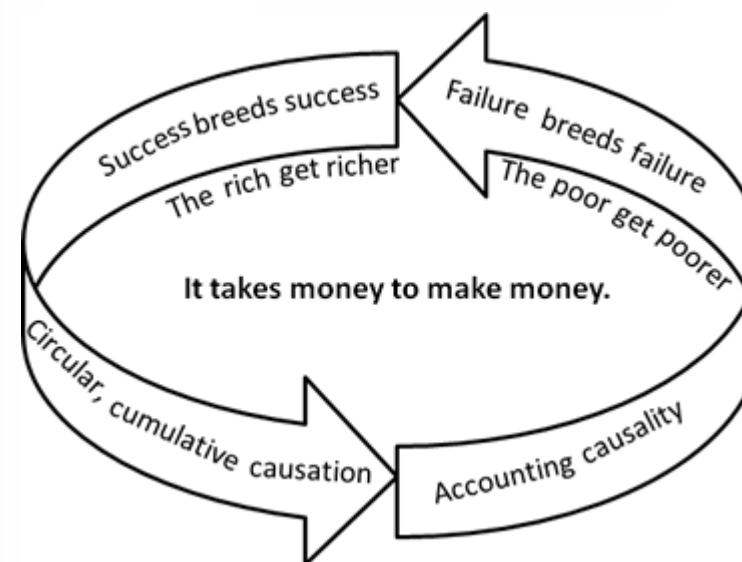 Success breeds success
The rich get richer
Failure breeds failure
The poor get poorer
It takes money to make money.
Circular, cumulative causation
Accounting causality